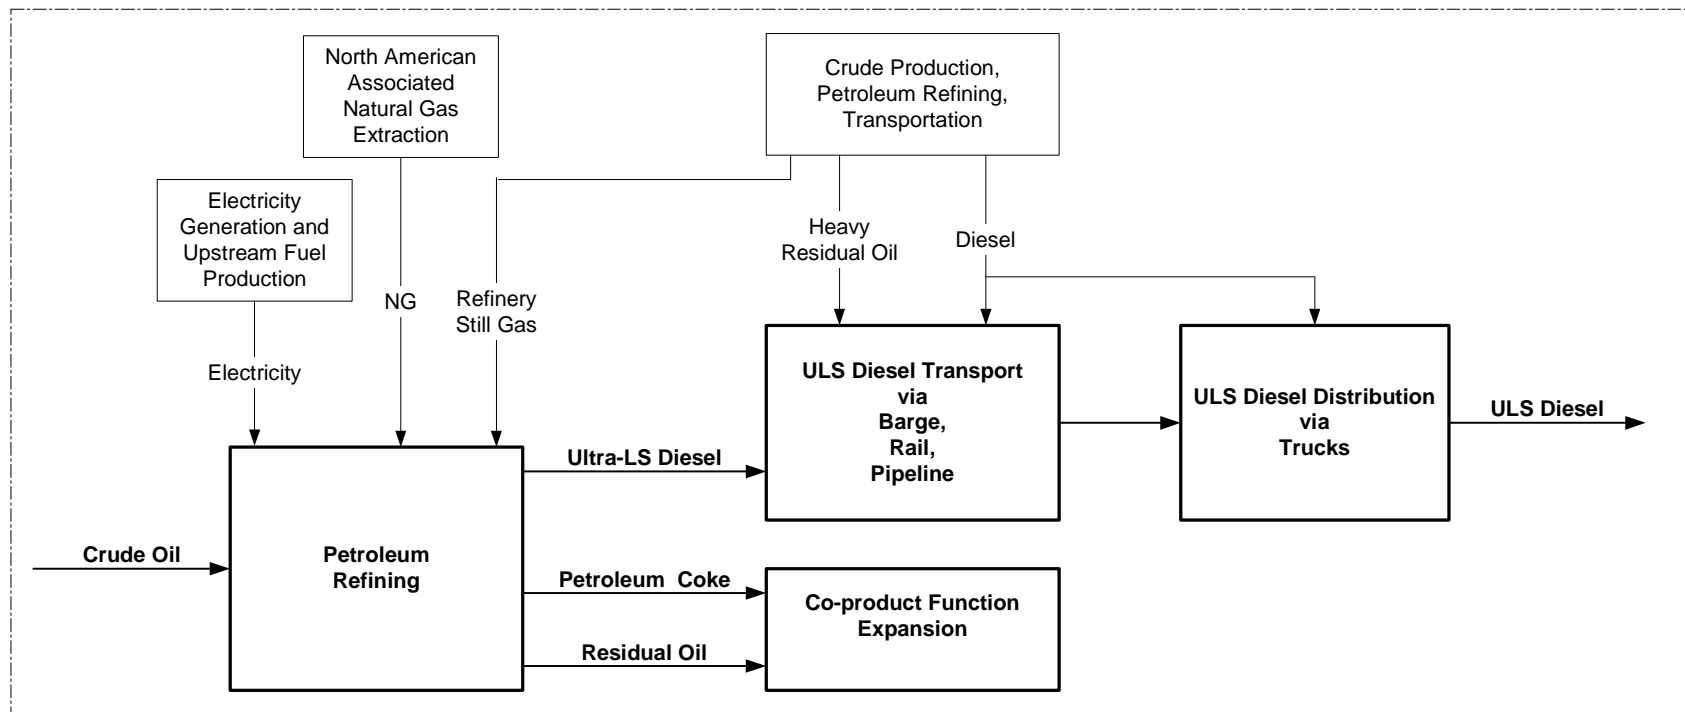 North American
Associated
Natural Gas
Extraction
Crude Production,
Petroleum Refining,
Transportation
Electricity
Generation and
Upstream Fuel
Production
Heavy
Residual Oil
Diesel
NG
Refinery
Still Gas
Electricity
ULS Diesel Transport
via
Barge,
Rail,
Pipeline
ULS Diesel Distribution
via
Trucks
ULS Diesel
Ultra-LS Diesel
Crude Oil
Petroleum
Refining
Petroleum Coke
Residual Oil
Co-product Function
Expansion